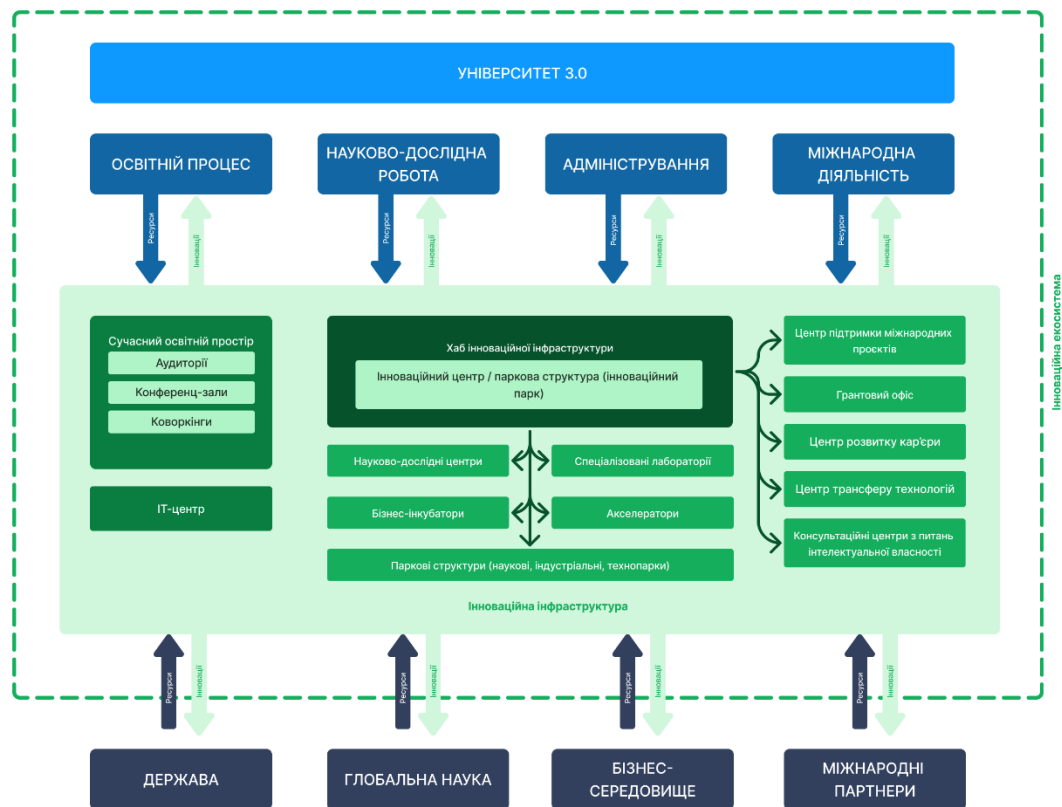 УНІВЕРСИТЕТ 3.0
ОСВІТНІЙ ПРОЦЕС
НАУКОВО-ДОСЛІДНА
РОБОТА
АДМІНІСТРУВАННЯ
МІЖНАРОДНА
ДІЯЛЬНІСТЬ
Ресурси
Інновації
Ресурси
Інновації
Ресурси
Інновації
Ресурси
Інновації
Сучасний освітній простір
Аудиторії
Конференц-зали
Коворкінги
ІТ-центр
Хаб інноваційної інфраструктури
Інноваційний центр / паркова структура (інноваційний
парк)
Науково-дослідні центри
Спеціалізовані лабораторії
Бізнес-інкубатори
Акселератори
Паркові структури (наукові, індустріальні, технопарки)
Центр підтримки міжнародних
проєктів
Грантовий офіс
Центр розвитку кар'єри
Центр трансферу технологій
Консультаційні центри з питань
інтелектуальної власності
Інноваційна інфраструктура
Інноваційна екосистема
Ресурси
Інновації
Ресурси
Інновації
Ресурси
Інновації
Ресурси
Інновації
ДЕРЖАВА
ГЛОБАЛЬНА НАУКА
БІЗНЕС-
СЕРЕДОВИЩЕ
МІЖНАРОДНІ
ПАРТНЕРИ